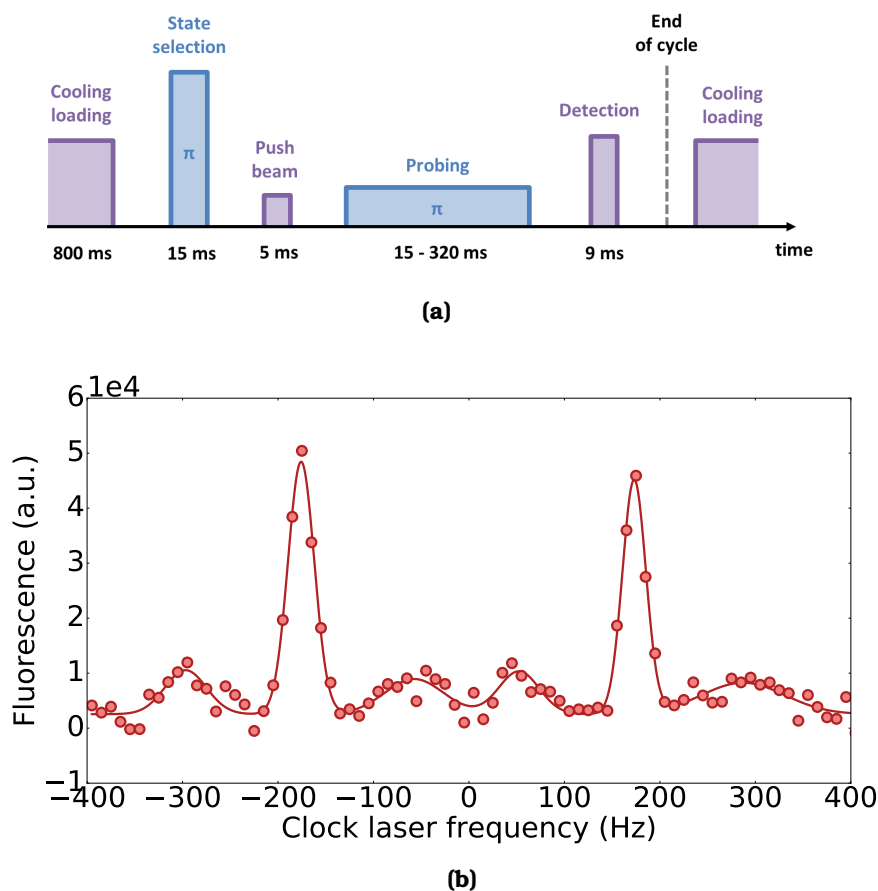 State
selection
Cooling
loading
π
Push
beam
Probing
π
Detection
End
of cycle
Cooling
loading
800 ms
15 ms
5 ms
15 - 320 ms
9 ms
time
(a)
1e4
6
5
4
3
2
1
0
−1
−400
−300
−200
−100
0
100
200
300
400
Fluorescence (a.u.)
Clock laser frequency (Hz)
(b)